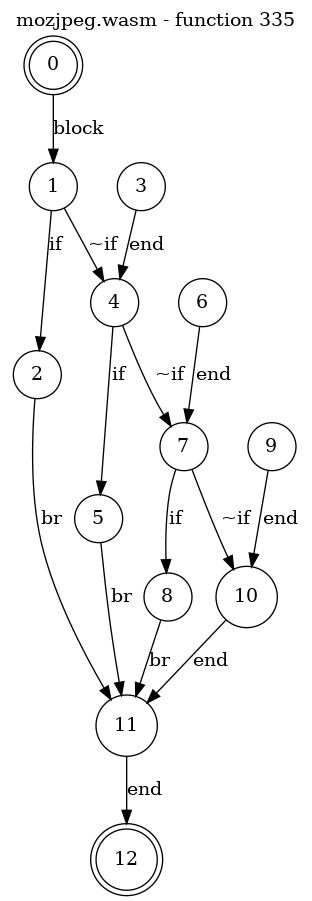 mozjpeg.wasm - function 335
0
block
1
3
if
~if
end
4
6
2
if
~if
end
7
9
br
5
if
~if
end
br
8
10
br
end
11
end
12